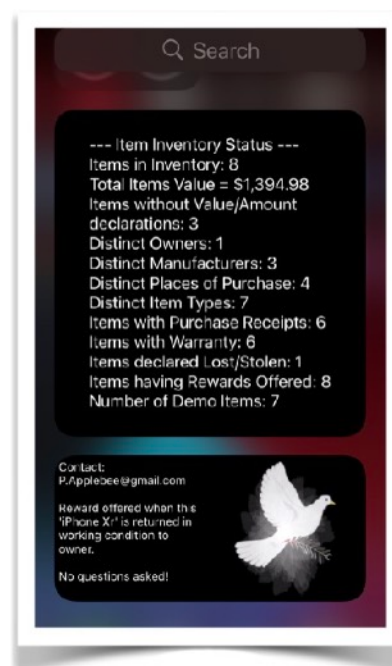 Search
--- Item Inventory Status ---
Items in Inventory: 8
Total Items Value = $1,394.98
Items without Value/Amount
declarations: 3
Distinct Owners: 1
Distinct Manufacturers: 3
Distinct Places of Purchase: 4
Distinct Item Types: 7
Items with Purchase Receipts: 6
Items with Warranty: 6
Items declared Lost/Stolen: 1
Items having Rewards Offered: 8
Number of Demo Items: 7
Contact:
P.Applebee@gmail.com
Reward offered when this
'iPhone Xr' is returned in
working condition to
owner.
No questions asked!